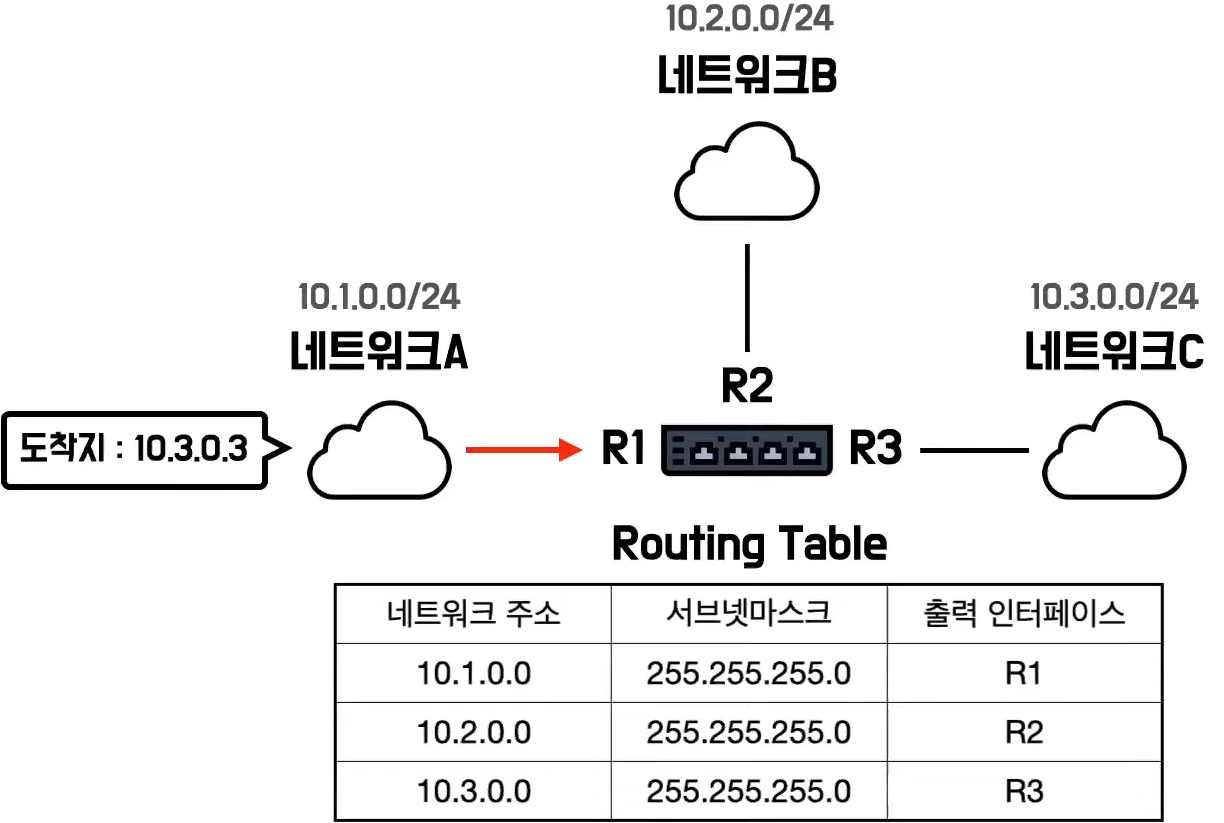 10.2.0.0/24
네트워크B
10.1.0.0/24
네트워크A
10.3.0.0/24
네트워크C
도착지 : 10.3.0.3
R1
R2
R3
Routing Table
네트워크 주소 서브넷마스크 출력 인터페이스
10.1.0.0 255.255.255.0 R1
10.2.0.0 255.255.255.0 R2
10.3.0.0 255.255.255.0 R3